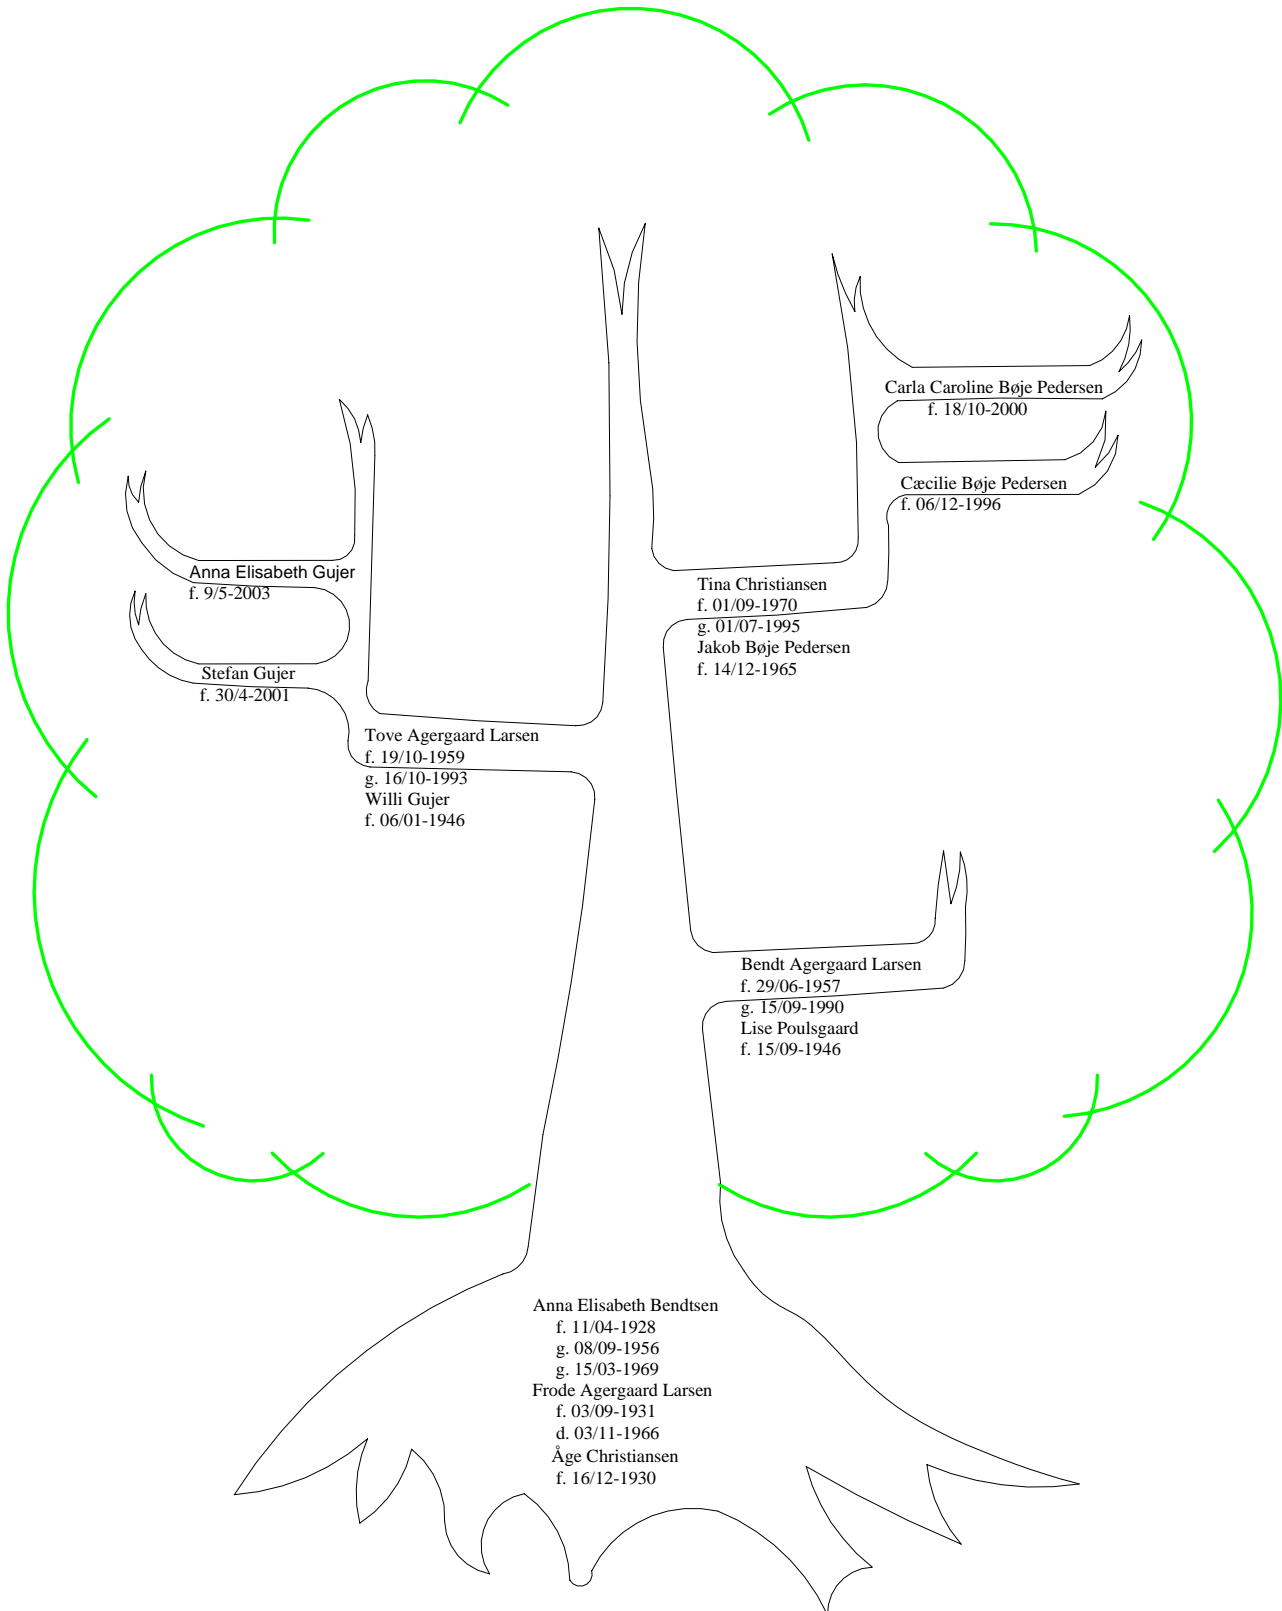 Carla Caroline Bøje Pedersen
f. 18/10-2000
Cæcilie Bøje Pedersen
f. 06/12-1996
Anna Elisabeth Gujer
f. 9/5-2003
Stefan Gujer
f. 30/4-2001
Tina Christiansen
f. 01/09-1970
g. 01/07-1995
Jakob Bøje Pedersen
f. 14/12-1965
Tove Agergaard Larsen
f. 19/10-1959
g. 16/10-1993
Willi Gujer
f. 06/01-1946
Bendt Agergaard Larsen
f. 29/06-1957
g. 15/09-1990
Lise Poulsgaard
f. 15/09-1946
Anna Elisabeth Bendtsen
f. 11/04-1928
g. 08/09-1956
g. 15/03-1969
Frode Agergaard Larsen
f. 03/09-1931
d. 03/11-1966
Åge Christiansen
f. 16/12-1930